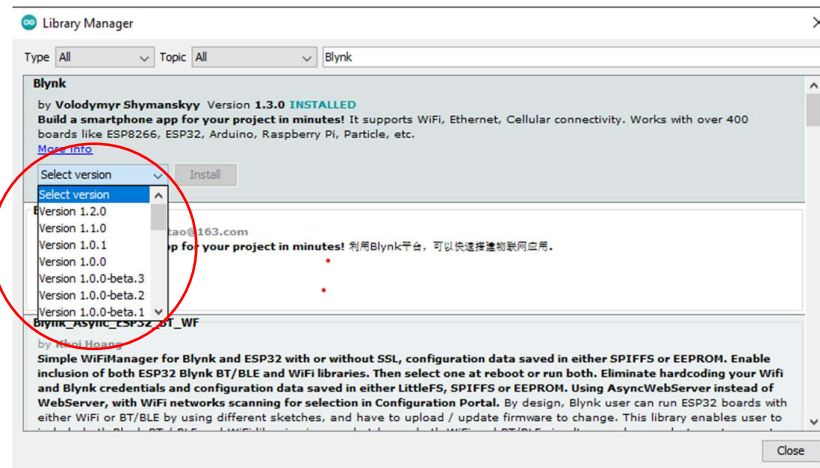 Library Manager
Type All Topic All Blynk
Blynk
by Volodymyr Shymanskyy Version 1.3.0 INSTALLED
Build a smartphone app for your project in minutes! It supports WiFi, Ethernet, Cellular connectivity. Works with over 400
boards like ESP8266, ESP32, Arduino, Raspberry Pi, Particle, etc.
More info
Select version Install
Select version
Version 1.2.0
Version 1.1.0
tao@163.com
Version 1.0.1
p for your project in minutes! 利用Blynk平台，可以快速搭建物联网应用。
Version 1.0.0
Version 1.0.0-beta.3
Version 1.0.0-beta.2
Version 1.0.0-beta.1
Blynk_Async_ESP32_BT_WF
by Khoi Hoang
Simple WiFiManager for Blynk and ESP32 with or without SSL, configuration data saved in either SPIFFS or EEPROM. Enable
inclusion of both ESP32 Blynk BT/BLE and WiFi libraries. Then select one at reboot or run both. Eliminate hardcoding your Wifi
and Blynk credentials and configuration data saved in either LittleFS, SPIFFS or EEPROM. Using AsyncWebServer instead of
WebServer, with WiFi networks scanning for selection in Configuration Portal. By design, Blynk user can run ESP32 boards with
either WiFi or BT/BLE by using different sketches, and have to upload / update firmware to change. This library enables user to
Close